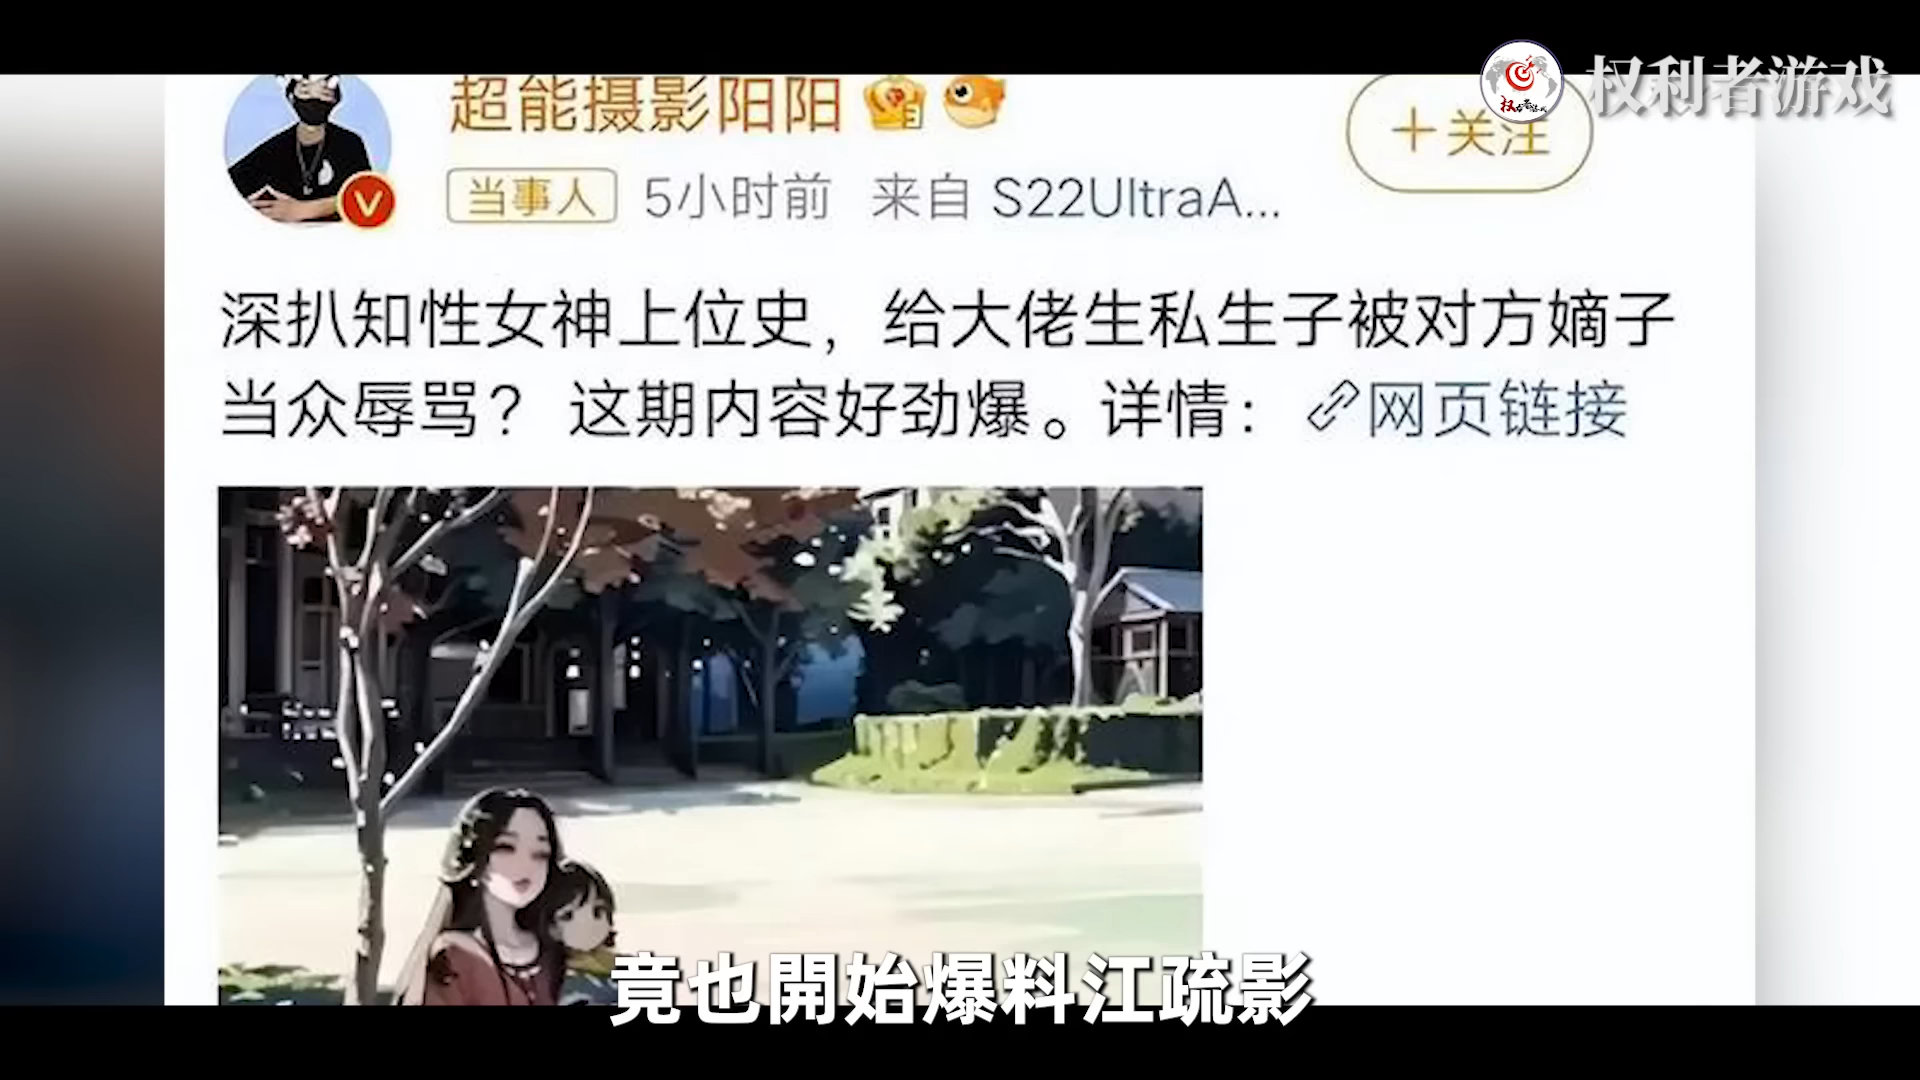 权利者游戏
超能摄影阳阳
+关注
当事人 5小时前 来自 S22UltraA...
深扒知性女神上位史，给大佬生私生子被对方嫡子
当众辱骂？ 这期内容好劲爆。详情： 网页链接
竟也開始爆料江疏影